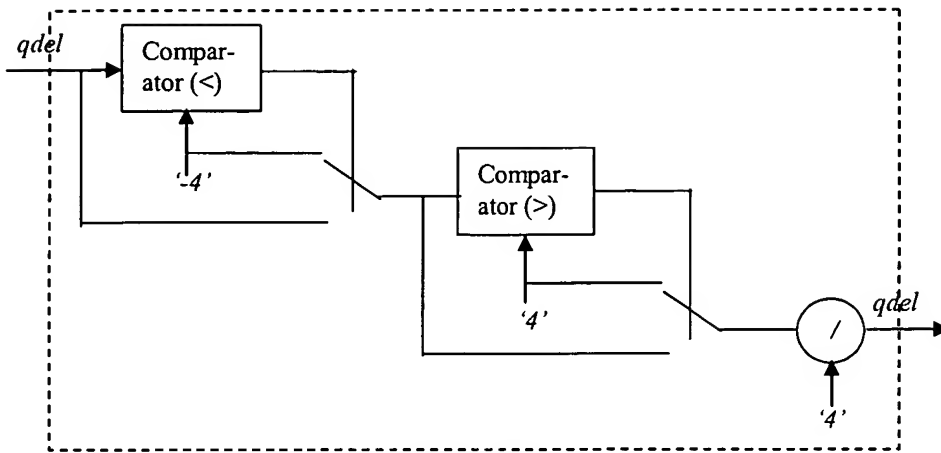 qdel
Compar-
ator (<)
‘-4’
Compar-
ator (>)
‘4’
qdel
/
‘4’